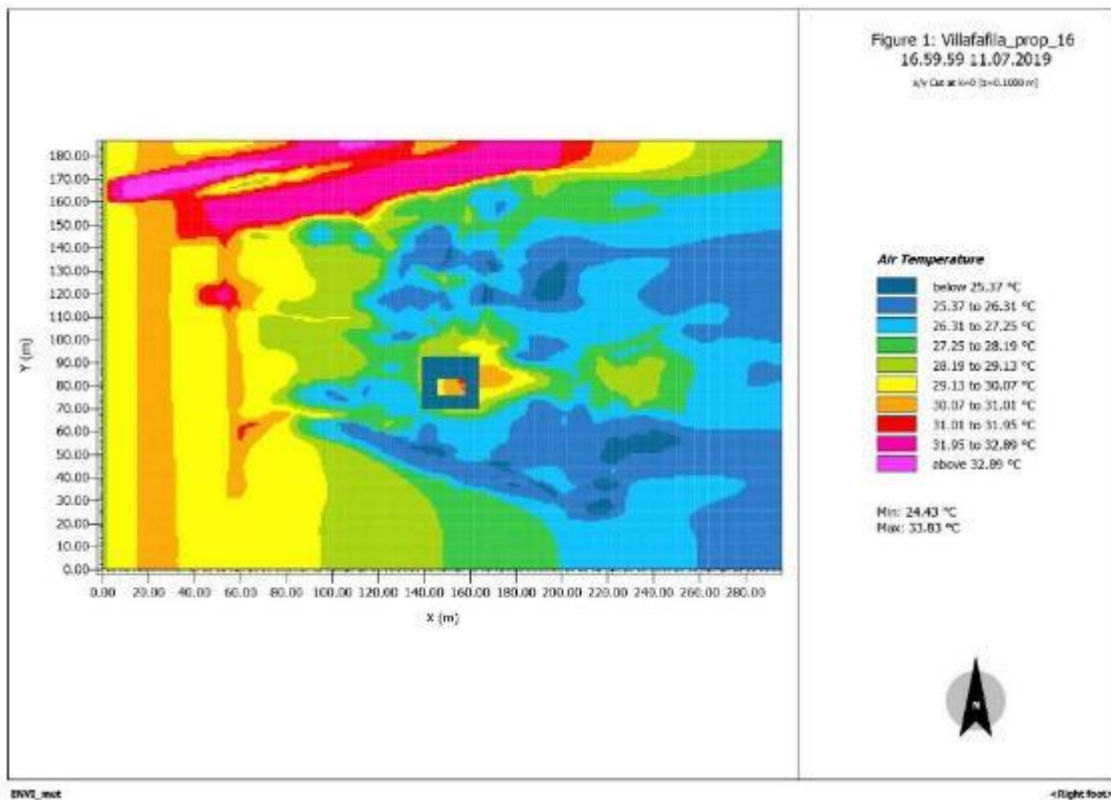 Figure 1: Villafafila_prop_16
16.59.59 11.07.2019
x/y Cut at k=0 (z=0.1000 m)
180.00
170.00
160.00
150.00
140.00
130.00
120.00
110.00
100.00
90.00
80.00
70.00
60.00
50.00
40.00
30.00
20.00
10.00
0.00
Y (m)
0.00 20.00 40.00 60.00 80.00 100.00 120.00 140.00 160.00 180.00 200.00 220.00 240.00 260.00 280.00
X (m)
Air Temperature
below 25.37 °C
25.37 to 26.31 °C
26.31 to 27.25 °C
27.25 to 28.19 °C
28.19 to 29.13 °C
29.13 to 30.07 °C
30.07 to 31.01 °C
31.01 to 31.95 °C
31.95 to 32.89 °C
above 32.89 °C
Min: 24.43 °C
Max: 33.83 °C
N
ENVI_met
<Right foot>